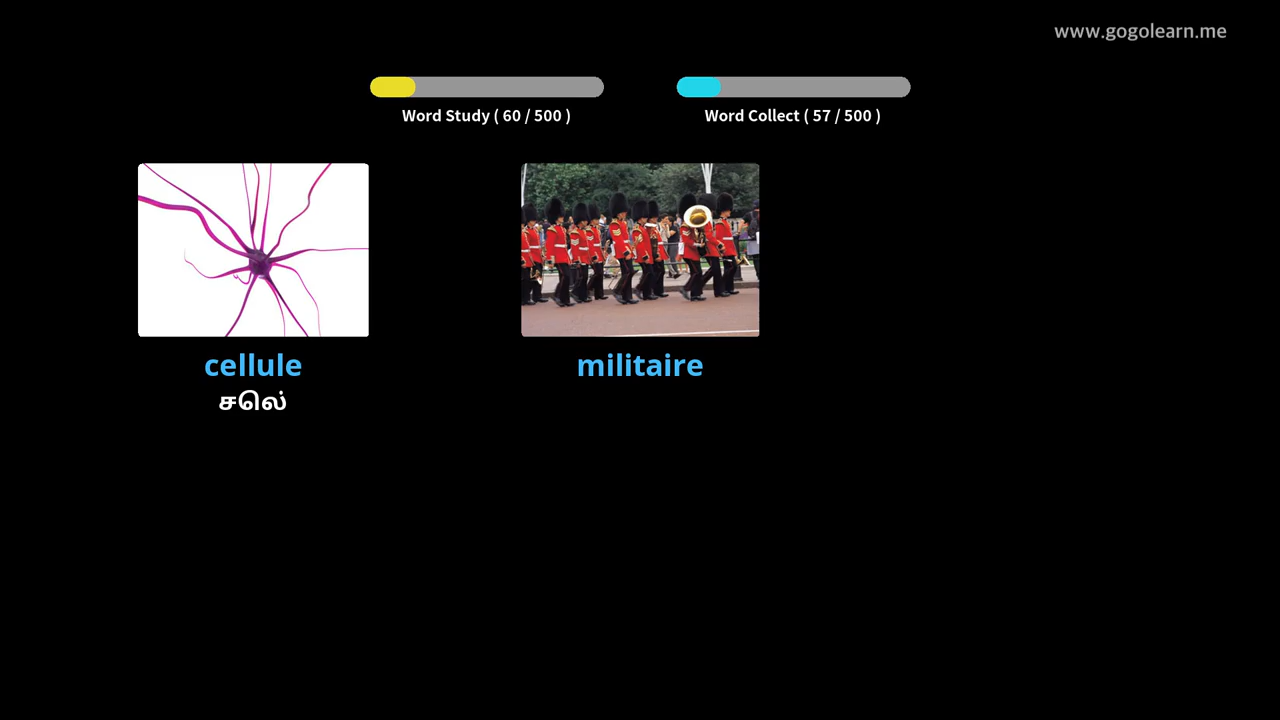 www.gogolearn.me
Word Study ( 60 / 500 )
Word Collect ( 57 / 500 )
cellule
சலெ்
militaire